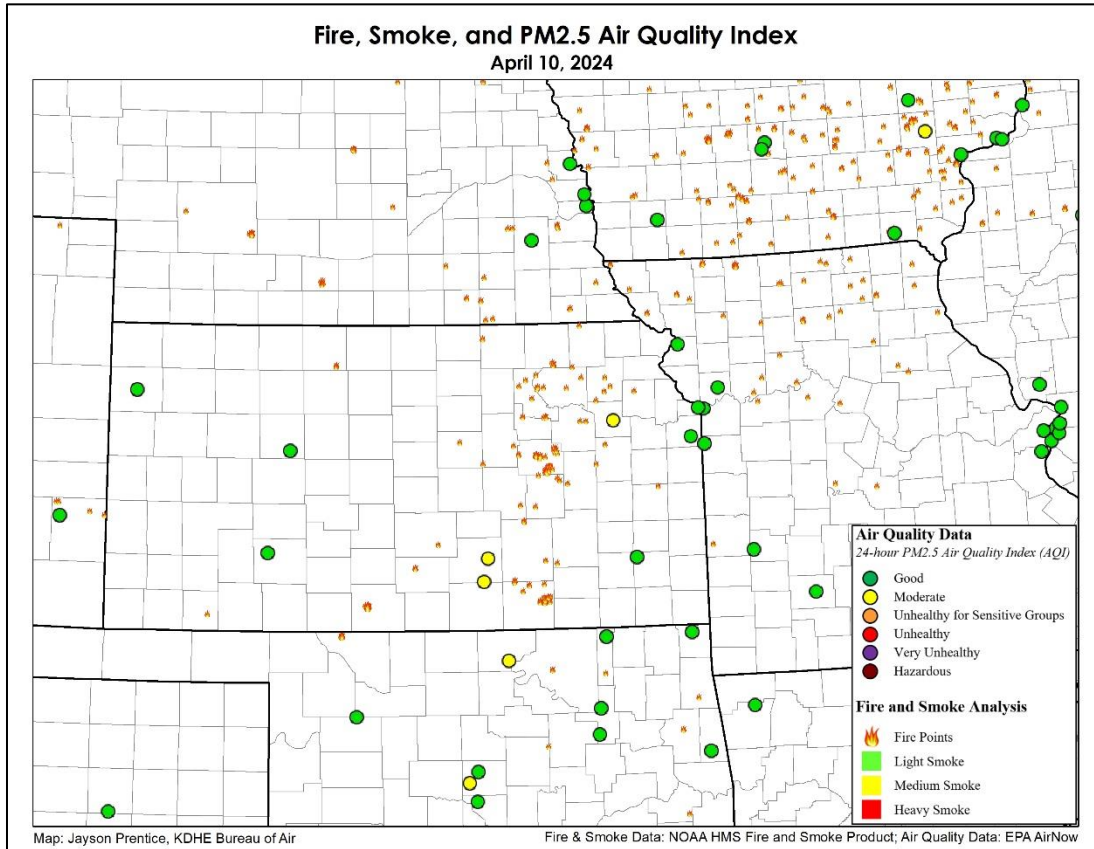 Fire, Smoke, and PM2.5 Air Quality Index
April 10, 2024
Air Quality Data
24-hour PM2.5 Air Quality Index (AQI)
Good
Moderate
Unhealthy for Sensitive Groups
Unhealthy
Very Unhealthy
Hazardous
Fire and Smoke Analysis
Fire Points
Light Smoke
Medium Smoke
Heavy Smoke
Map: Jayson Prentice, KDHE Bureau of Air
Fire & Smoke Data: NOAA HMS Fire and Smoke Product; Air Quality Data: EPA AirNow